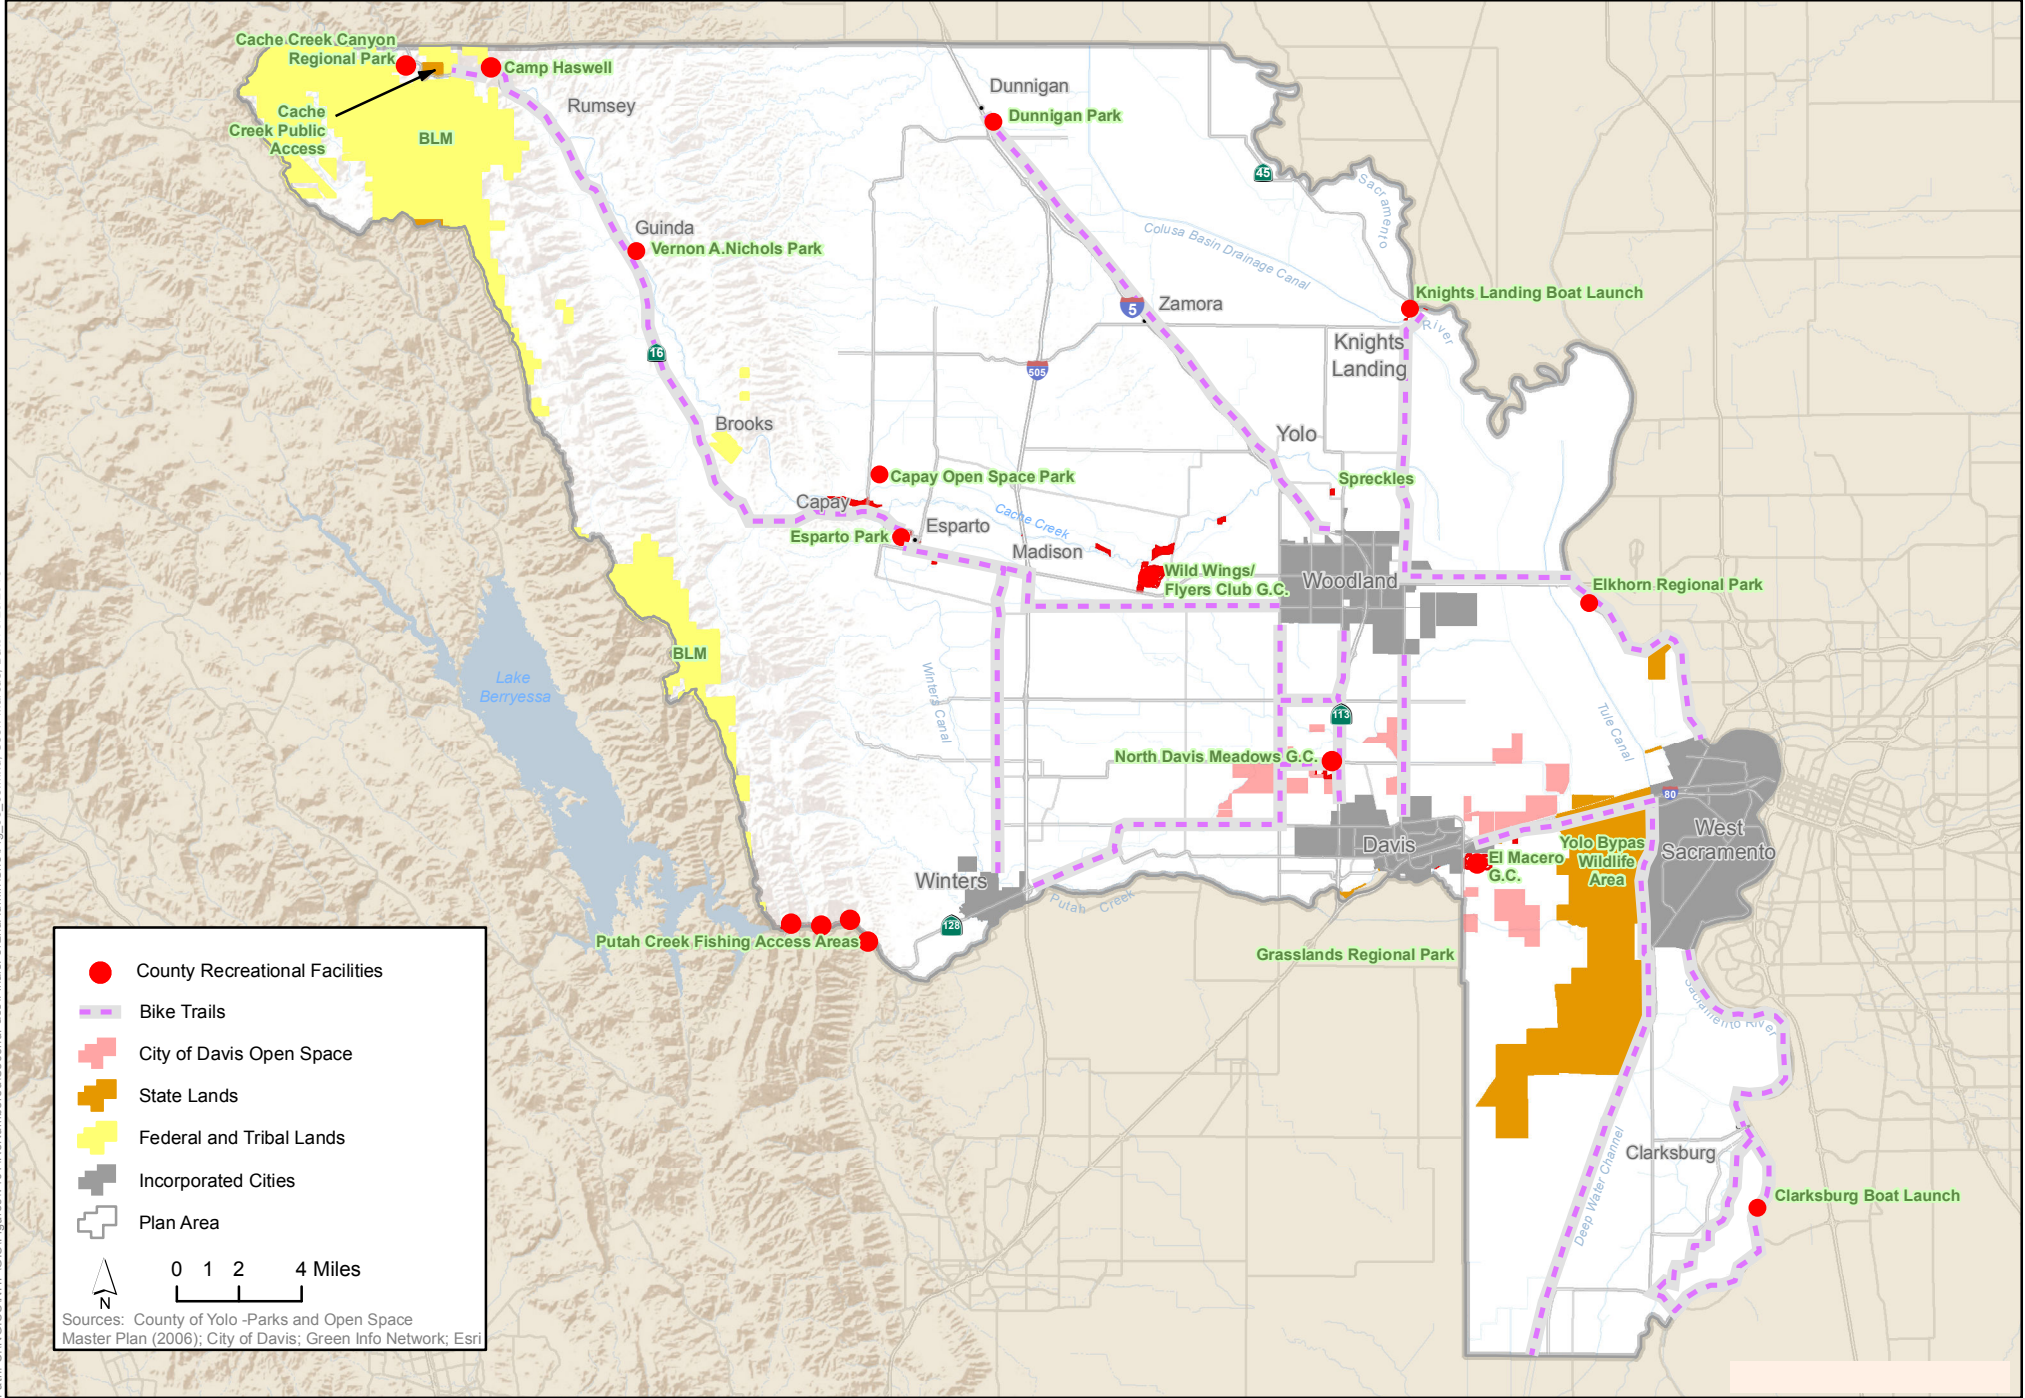 Cache Creek Canyon
Regional Park
Camp Haswell
Rumsey
Cache
Creek Public
Access
BLM
Dunnigan
Dunnigan Park
45
Sacramento
River
Guinda
Vernon A.Nichols Park
Colusa Basin Drainage Canal
Knights Landing Boat Launch
5
Zamora
Knights
Landing
16
505
Brooks
Yolo
Capay Open Space Park
Spreckles
Capay
Cache Creek
Esparto
Esparto Park
Madison
Wild Wings/
Flyers Club G.C.
Woodland
Elkhorn Regional Park
BLM
Lake
Berryessa
Winters Canal
113
Tule Canal
North Davis Meadows G.C.
80
West
Sacramento
Davis
Yolo Bypas
Wildlife
Area
El Macero
G.C.
Winters
Putah Creek
128
Putah Creek Fishing Access Areas
Grasslands Regional Park
Sacramento River
Deep Water Channel
Clarksburg
Clarksburg Boat Launch
County Recreational Facilities
Bike Trails
City of Davis Open Space
State Lands
Federal and Tribal Lands
Incorporated Cities
Plan Area
N
0 1 2 4 Miles
Sources: County of Yolo -Parks and Open Space
Master Plan (2006); City of Davis; Green Info Network; Esri